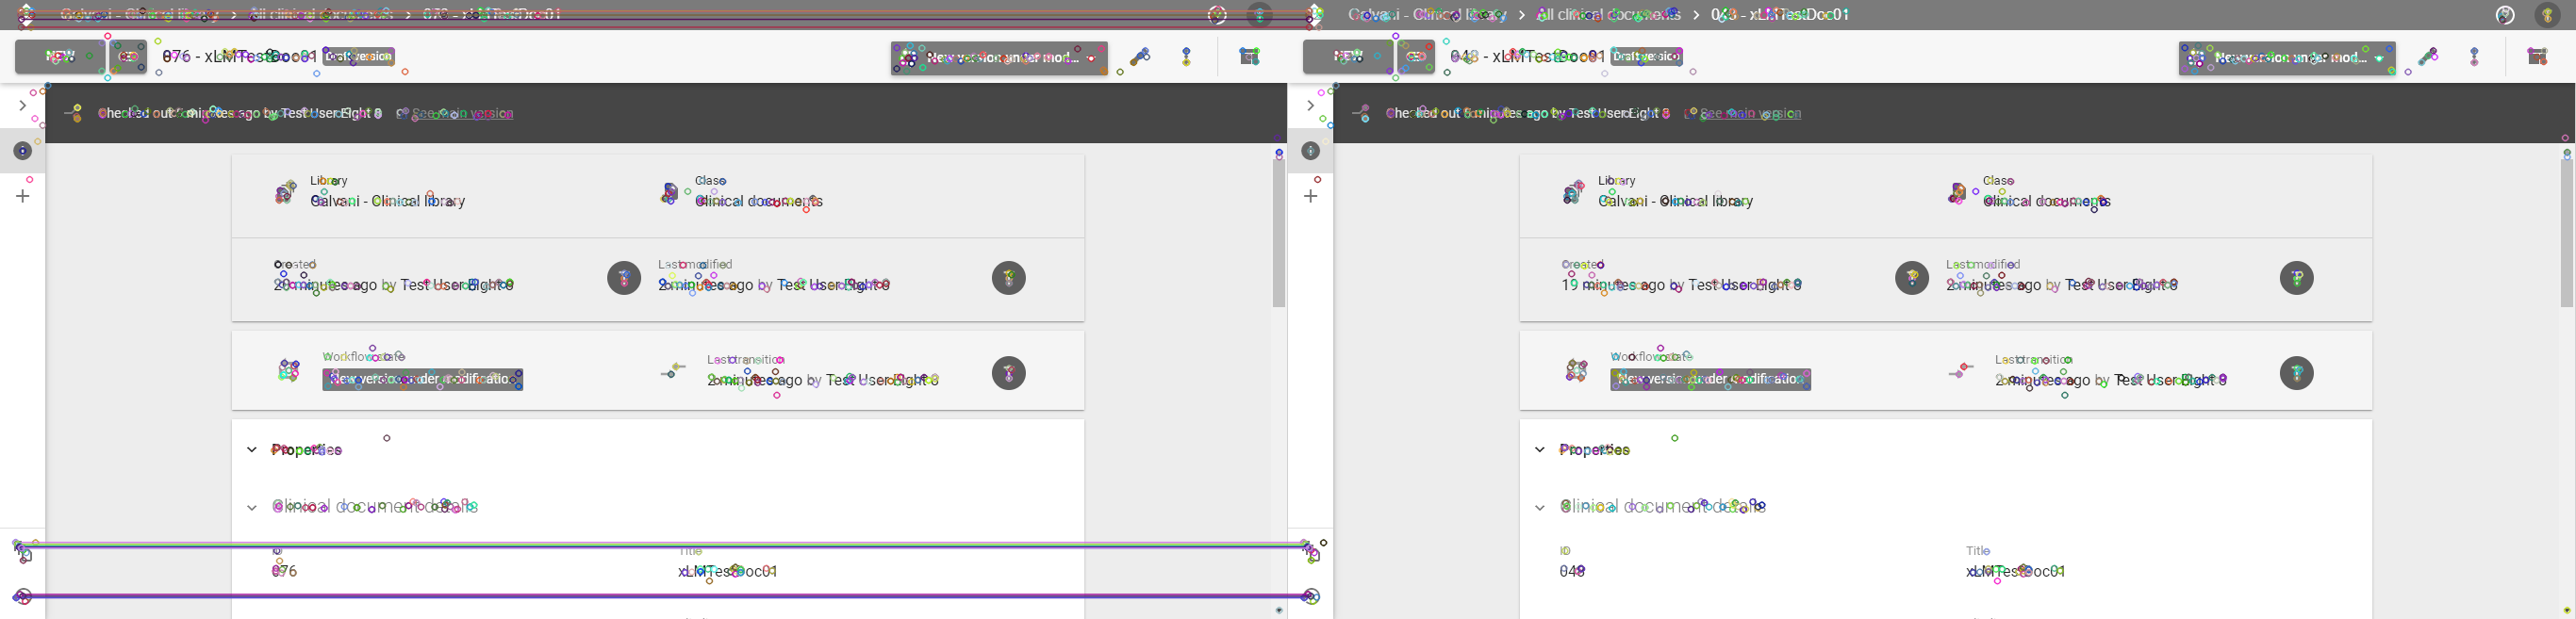 Calvani - Clinical library > All clinical documents > 076 - xLMTestDoc01
NEW 076 - xLMTestDoc01 Draft version New version under mod...
Checked out minutes ago by Test User Eight 8 See main version
Library
Calvani - Clinical library
Class
Clinical documents
Created
20 minutes ago by Test User Eight 8
Last modified
2 minutes ago by Test User Eight 8
Workflow state
New version under modification
Last transition
2 minutes ago by Test User Eight 8
Properties
Clinical document details
ID
076
Title
xLMTestDoc01
Calvani - Clinical library > All clinical documents > 048 - xLMTestDoc01
NEW 048 - xLMTestDoc01 Draft version New version under mod...
Checked out minutes ago by Test User Eight 8 See main version
Library
Calvani - Clinical library
Class
Clinical documents
Created
19 minutes ago by Test User Eight 8
Last modified
2 minutes ago by Test User Eight 8
Workflow state
New version under modification
Last transition
2 minutes ago by Test User Eight 8
Properties
Clinical document details
ID
048
Title
xLMTestDoc01